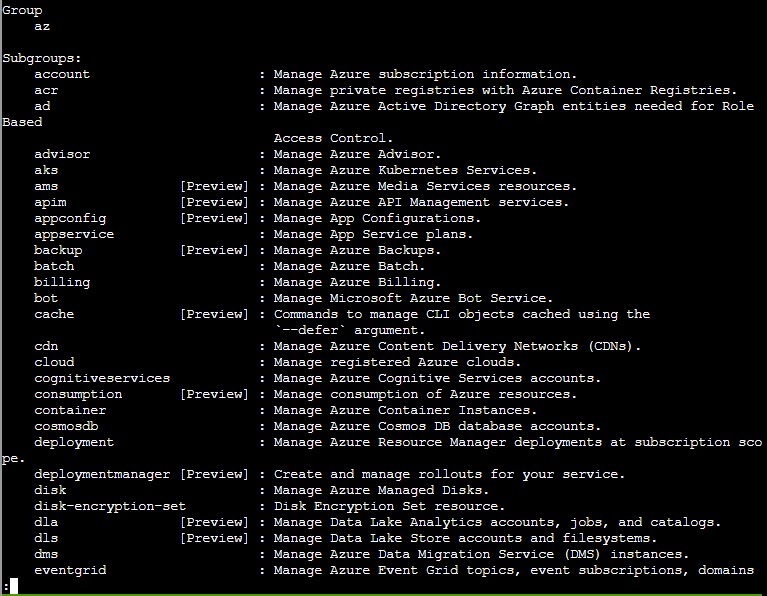 Group
    az

Subgroups:
    account                     : Manage Azure subscription information.
    acr                         : Manage private registries with Azure Container Registries.
    ad                          : Manage Azure Active Directory Graph entities needed for Role
Based
                                  Access Control.
    advisor                     : Manage Azure Advisor.
    aks                         : Manage Azure Kubernetes Services.
    ams               [Preview] : Manage Azure Media Services resources.
    apim              [Preview] : Manage Azure API Management services.
    appconfig         [Preview] : Manage App Configurations.
    appservice                  : Manage App Service plans.
    backup            [Preview] : Manage Azure Backups.
    batch                       : Manage Azure Batch.
    billing                     : Manage Azure Billing.
    bot                         : Manage Microsoft Azure Bot Service.
    cache             [Preview] : Commands to manage CLI objects cached using the
                                  `--defer` argument.
    cdn                         : Manage Azure Content Delivery Networks (CDNs).
    cloud                       : Manage registered Azure clouds.
    cognitiveservices           : Manage Azure Cognitive Services accounts.
    consumption       [Preview] : Manage consumption of Azure resources.
    container                   : Manage Azure Container Instances.
    cosmosdb                    : Manage Azure Cosmos DB database accounts.
    deployment                  : Manage Azure Resource Manager deployments at subscription sco
pe.
    deploymentmanager [Preview] : Create and manage rollouts for your service.
    disk                        : Manage Azure Managed Disks.
    disk-encryption-set         : Disk Encryption Set resource.
    dla               [Preview] : Manage Data Lake Analytics accounts, jobs, and catalogs.
    dls               [Preview] : Manage Data Lake Store accounts and filesystems.
    dms                         : Manage Azure Data Migration Service (DMS) instances.
    eventgrid                   : Manage Azure Event Grid topics, event subscriptions, domains
: